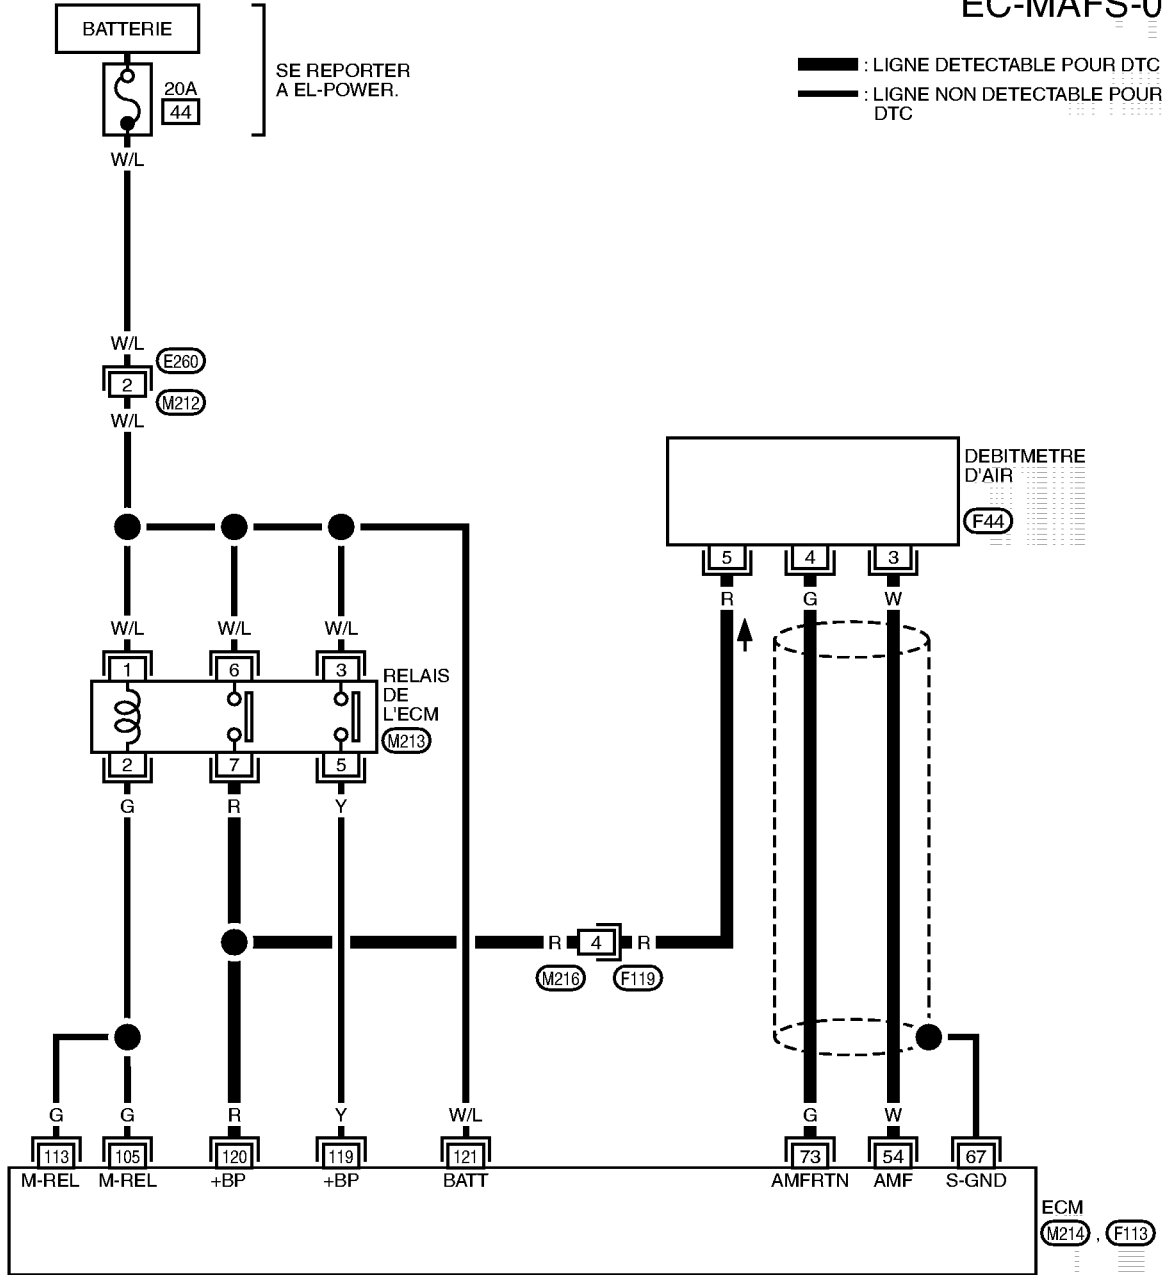 EC-MAFS-0
BATTERIE
20A
44
SE REPORTER
A EL-POWER.
: LIGNE DETECTABLE POUR DTC
: LIGNE NON DETECTABLE POUR
DTC
W/L
W/L
E260
2
M212
W/L
DEBITMETRE
D'AIR
F44
5 4 3
R G W
W/L W/L W/L
1 6 3
RELAIS
DE
L'ECM
M213
2 7 5
G R Y
R 4 R
M216 F119
G G R Y W/L G W
113 105 120 119 121 73 54 67
M-REL M-REL +BP +BP BATT AMFRTN AMF S-GND
ECM
M214 , F113